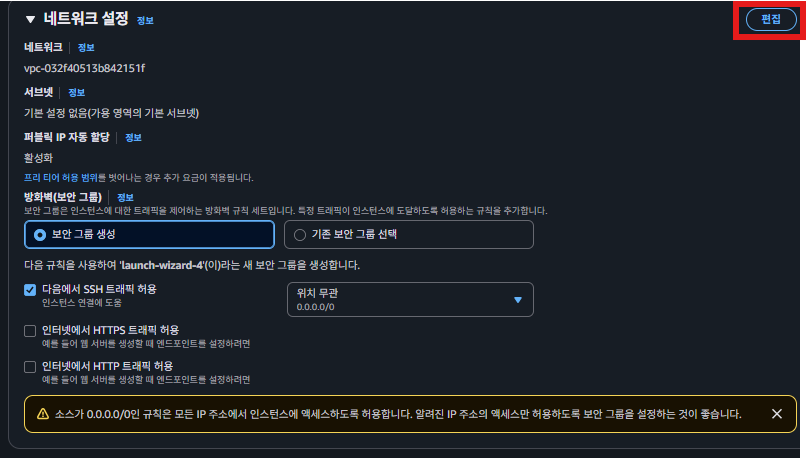 ▼ 네트워크 설정 정보 편집
네트워크 정보
vpc-032f40513b842151f
서브넷 정보
기본 설정 없음(가용 영역의 기본 서브넷)
퍼블릭 IP 자동 할당 정보
활성화
프리 티어 허용 범위를 벗어나는 경우 추가 요금이 적용됩니다.
방화벽(보안 그룹) 정보
보안 그룹은 인스턴스에 대한 트래픽을 제어하는 방화벽 규칙 세트입니다. 특정 트래픽이 인스턴스에 도달하도록 허용하는 규칙을 추가합니다.
보안 그룹 생성 기존 보안 그룹 선택
다음 규칙을 사용하여 'launch-wizard-4'(이)라는 새 보안 그룹을 생성합니다.
다음에서 SSH 트래픽 허용
인스턴스 연결에 도움
위치 무관
0.0.0.0/0
인터넷에서 HTTPS 트래픽 허용
예를 들어 웹 서버를 생성할 때 엔드포인트를 설정하려면
인터넷에서 HTTP 트래픽 허용
예를 들어 웹 서버를 생성할 때 엔드포인트를 설정하려면
소스가 0.0.0.0/0인 규칙은 모든 IP 주소에서 인스턴스에 액세스하도록 허용합니다. 알려진 IP 주소의 액세스만 허용하도록 보안 그룹을 설정하는 것이 좋습니다.